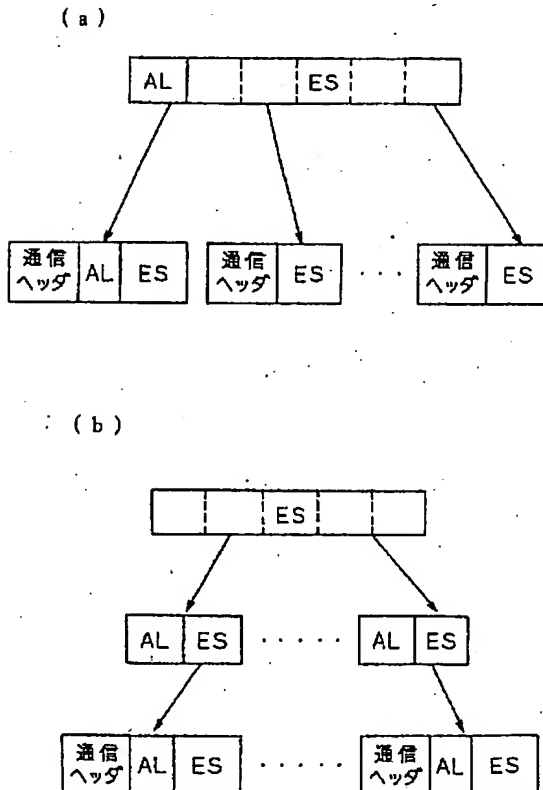 (a)
AL ES
通信ヘッダ AL ES 通信ヘッダ ES ・・・ 通信ヘッダ ES
(b)
ES
AL ES ・・・・・ AL ES
通信ヘッダ AL ES ・・・・・ 通信ヘッダ AL ES